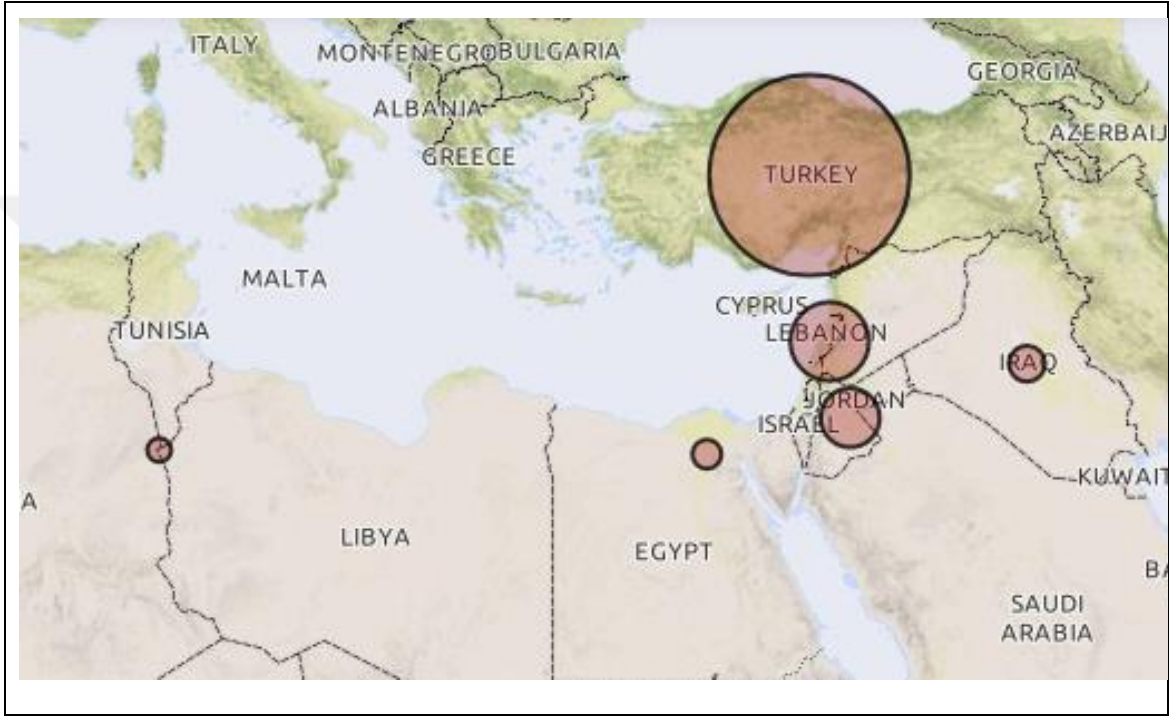 ITALY
MONTENEGRO
BULGARIA
GEORGIA
ALBANIA
AZERBAIJ
GREECE
TURKEY
MALTA
CYPRUS
TUNISIA
LEBANON
IRAQ
JORDAN
ISRAEL
KUWAIT
A
LIBYA
EGYPT
BA
SAUDI
ARABIA